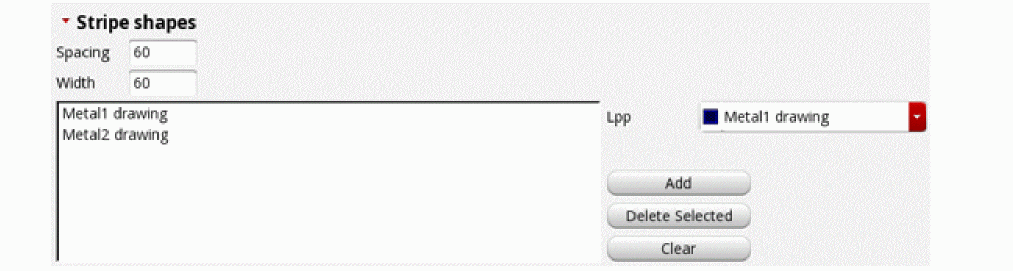 Stripe shapes
Spacing 60
Width 60
Metal1 drawing
Metal2 drawing
Lpp Metal1 drawing
Add
Delete Selected
Clear